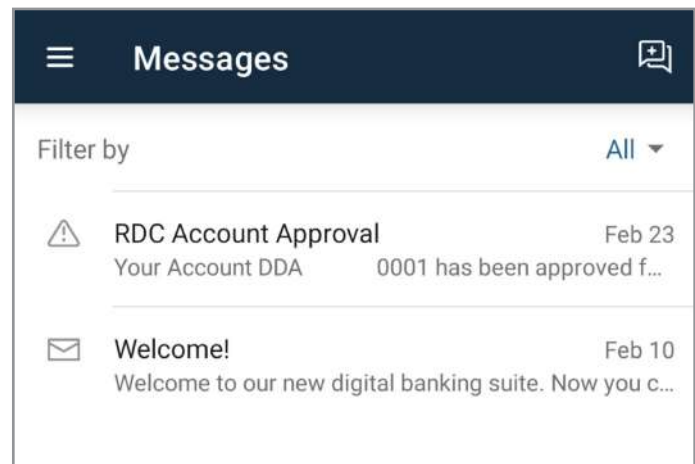 Messages
Filter by All
RDC Account Approval Feb 23
Your Account DDA 0001 has been approved f...
Welcome! Feb 10
Welcome to our new digital banking suite. Now you c...